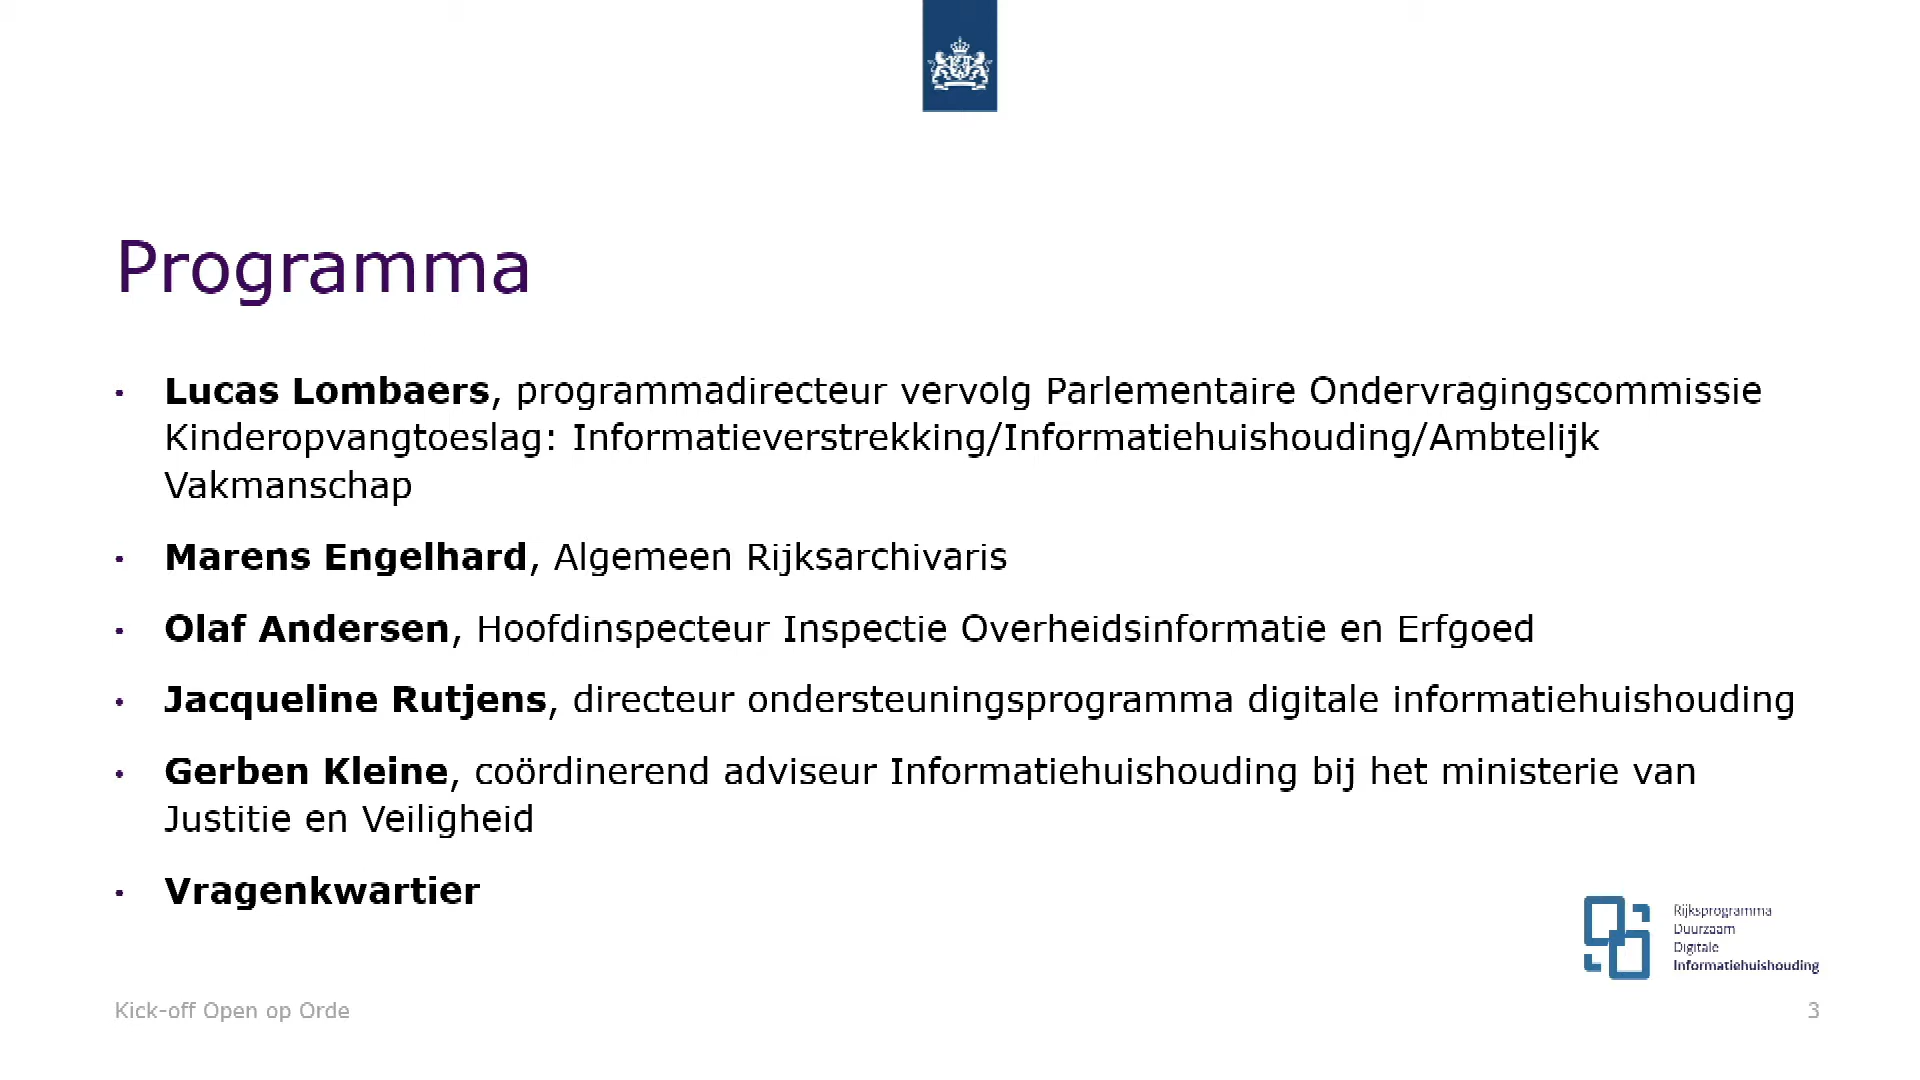 Programma
• Lucas Lombaers, programmadirecteur vervolg Parlementaire Ondervragingscommissie
Kinderopvangtoeslag: Informatieverstrekking/Informatiehuishouding/Ambtelijk
Vakmanschap
• Marens Engelhard, Algemeen Rijksarchivaris
• Olaf Andersen, Hoofdinspecteur Inspectie Overheidsinformatie en Erfgoed
• Jacqueline Rutjens, directeur ondersteuningsprogramma digitale informatiehuishouding
• Gerben Kleine, coördinerend adviseur Informatiehuishouding bij het ministerie van
Justitie en Veiligheid
• Vragenkwartier
Rijksprogramma
Duurzaam
Digitale
Informatiehuishouding
Kick-off Open op Orde
3